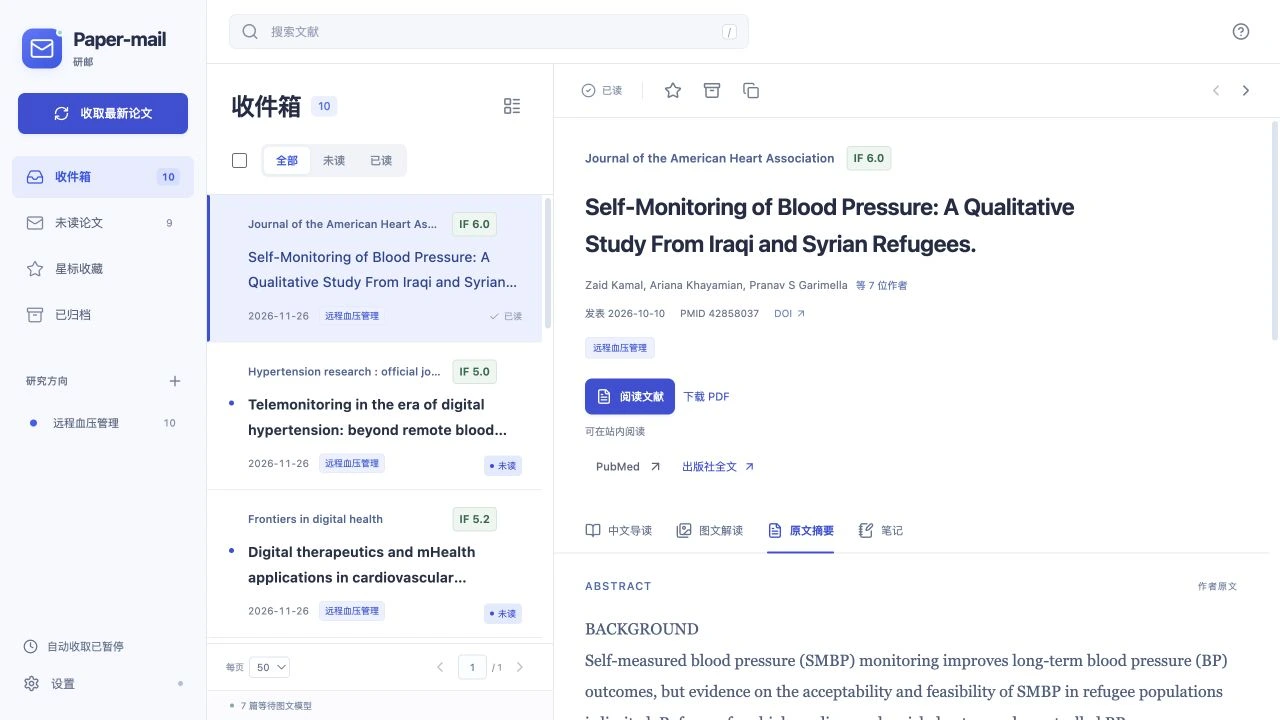 Paper-mail
研邮
收取最新论文
收件箱 10
未读论文 9
星标收藏
已归档
研究方向
远程血压管理 10
自动收取已暂停
设置
搜索文献 /
收件箱 10
全部 未读 已读
Journal of the American Heart As... IF 6.0
Self-Monitoring of Blood Pressure: A
Qualitative Study From Iraqi and Syrian...
2026-11-26 远程血压管理 已读
Hypertension research : official jo... IF 5.0
Telemonitoring in the era of digital
hypertension: beyond remote blood...
2026-11-26 远程血压管理 未读
Frontiers in digital health IF 5.2
Digital therapeutics and mHealth
applications in cardiovascular...
2026-11-26 远程血压管理 未读
每页 50 1 / 1
7 篇等待图文模型
已读
Journal of the American Heart Association IF 6.0
Self-Monitoring of Blood Pressure: A Qualitative
Study From Iraqi and Syrian Refugees.
Zaid Kamal, Ariana Khayamian, Pranav S Garimella 等 7 位作者
发表 2026-10-10 PMID 42858037 DOI
远程血压管理
阅读文献 下载 PDF
可在站内阅读
PubMed 出版社全文
中文导读 图文解读 原文摘要 笔记
ABSTRACT 作者原文
BACKGROUND
Self-measured blood pressure (SMBP) monitoring improves long-term blood pressure (BP)
outcomes, but evidence on the acceptability and feasibility of SMBP in refugee populations